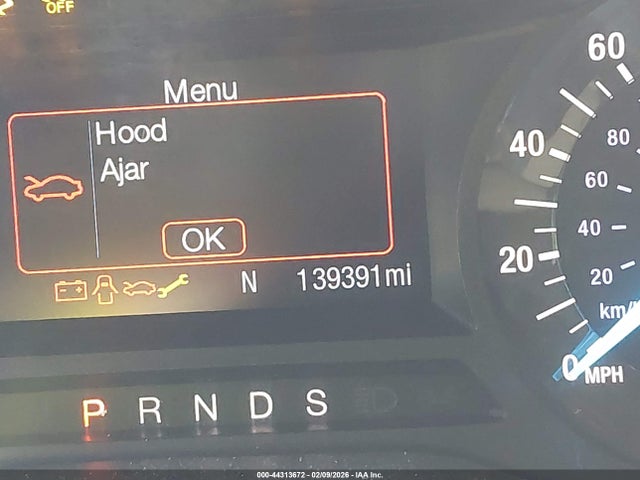 OFF
Menu
Hood
Ajar
OK
N 139391mi
P R N D S
60
40
20
0 MPH
80
60
40
20
km/
000-44313672 - 02/09/2026 - IAA Inc.